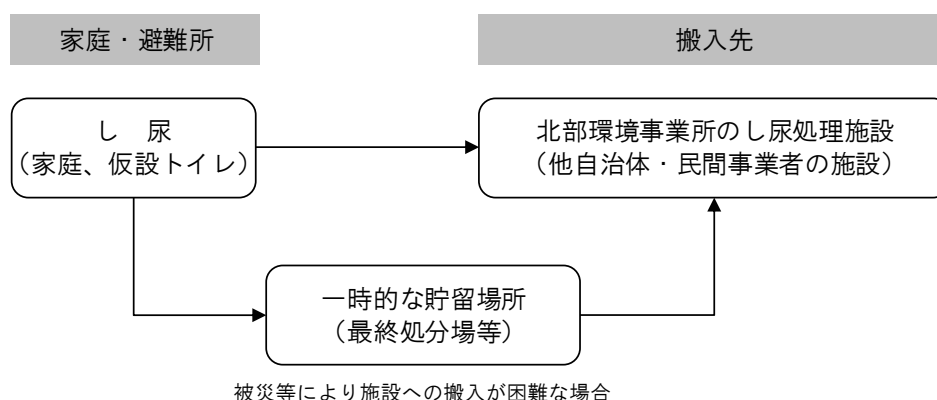 家庭・避難所
搬入先
し　尿
（家庭、仮設トイレ）
北部環境事業所のし尿処理施設
（他自治体・民間事業者の施設）
一時的な貯留場所
（最終処分場等）
被災等により施設への搬入が困難な場合